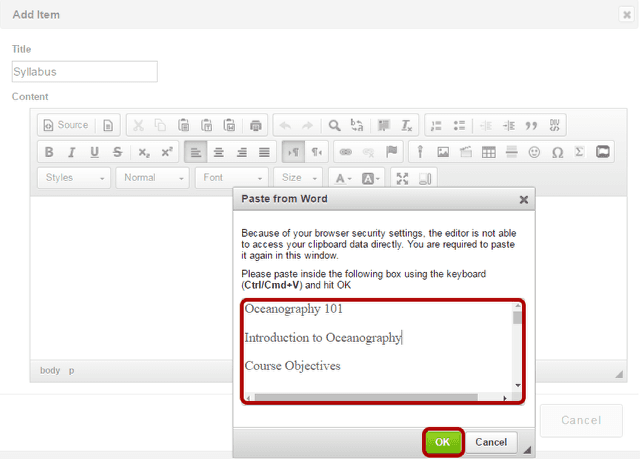 Add Item
Title
Syllabus
Content
Source
B I U S x₂ x² DIV
Styles Normal Font Size A A
Paste from Word
Because of your browser security settings, the editor is not able
to access your clipboard data directly. You are required to paste
it again in this window.
Please paste inside the following box using the keyboard
(Ctrl/Cmd+V) and hit OK
Oceanography 101
Introduction to Oceanography
Course Objectives
body p
OK Cancel
Cancel